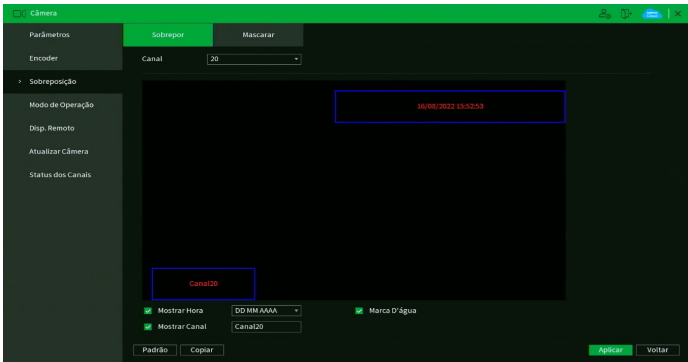 Câmera
Parâmetros
Sobrepor Mascarar
Encoder
Canal 20
> Sobreposição
Modo de Operação
16/08/2022 15:52:53
Disp. Remoto
Atualizar Câmera
Status dos Canais
Canal20
Mostrar Hora DD MM AAAA Marca D'água
Mostrar Canal Canal20
Padrão Copiar Aplicar Voltar